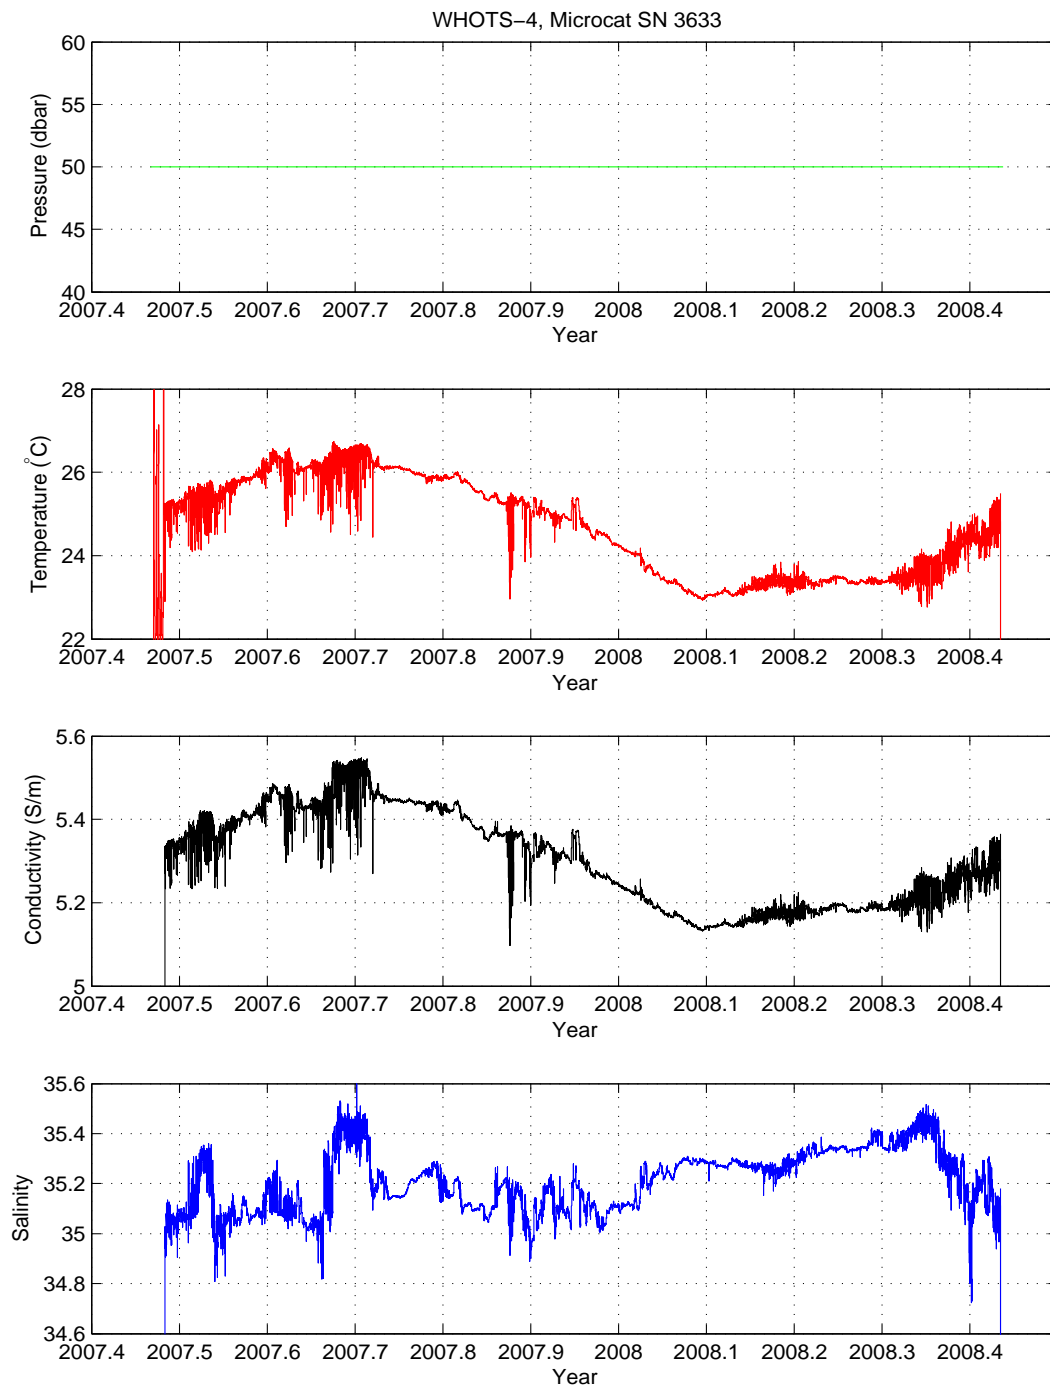 WHOTS−4, Microcat SN 3633
60
55
50
45
40
Pressure (dbar)
2007.4 2007.5 2007.6 2007.7 2007.8 2007.9 2008 2008.1 2008.2 2008.3 2008.4
Year
28
26
24
22
Temperature (°C)
2007.4 2007.5 2007.6 2007.7 2007.8 2007.9 2008 2008.1 2008.2 2008.3 2008.4
Year
5.6
5.4
5.2
5
Conductivity (S/m)
2007.4 2007.5 2007.6 2007.7 2007.8 2007.9 2008 2008.1 2008.2 2008.3 2008.4
Year
35.6
35.4
35.2
35
34.8
34.6
Salinity
2007.4 2007.5 2007.6 2007.7 2007.8 2007.9 2008 2008.1 2008.2 2008.3 2008.4
Year